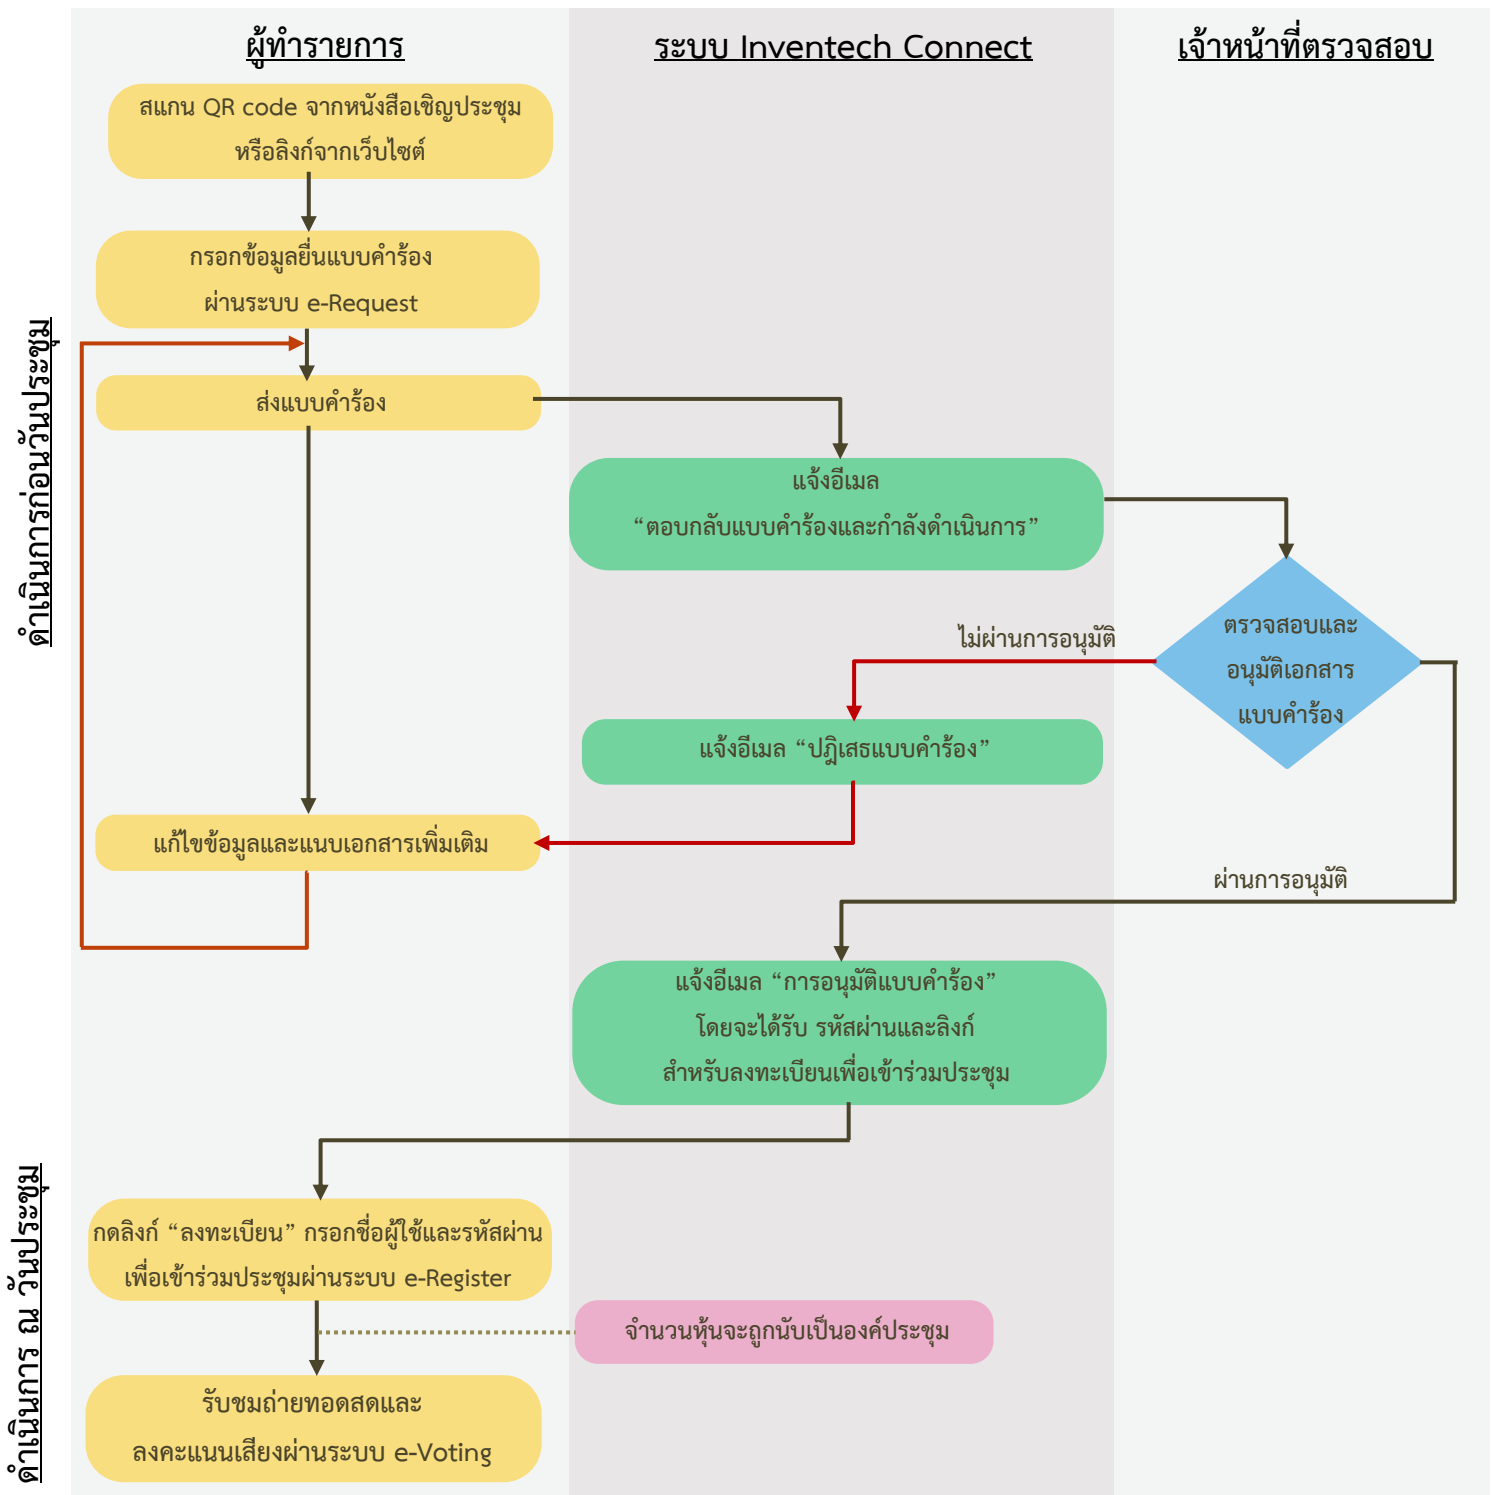 ผู้ทำรายการ
ระบบ Inventech Connect
เจ้าหน้าที่ตรวจสอบ
ดำเนินการก่อนวันประชุม
สแกน QR code จากหนังสือเชิญประชุม
หรือลิงก์จากเว็บไซต์
กรอกข้อมูลยื่นแบบคำร้อง
ผ่านระบบ e-Request
ส่งแบบคำร้อง
แจ้งอีเมล
“ตอบกลับแบบคำร้องและกำลังดำเนินการ”
ตรวจสอบและ
อนุมัติเอกสาร
แบบคำร้อง
ไม่ผ่านการอนุมัติ
แจ้งอีเมล “ปฎิเสธแบบคำร้อง”
แก้ไขข้อมูลและแนบเอกสารเพิ่มเติม
ผ่านการอนุมัติ
แจ้งอีเมล “การอนุมัติแบบคำร้อง”
โดยจะได้รับ รหัสผ่านและลิงก์
สำหรับลงทะเบียนเพื่อเข้าร่วมประชุม
ดำเนินการ ณ วันประชุม
กดลิงก์ “ลงทะเบียน” กรอกชื่อผู้ใช้และรหัสผ่าน
เพื่อเข้าร่วมประชุมผ่านระบบ e-Register
จำนวนหุ้นจะถูกนับเป็นองค์ประชุม
รับชมถ่ายทอดสดและ
ลงคะแนนเสียงผ่านระบบ e-Voting